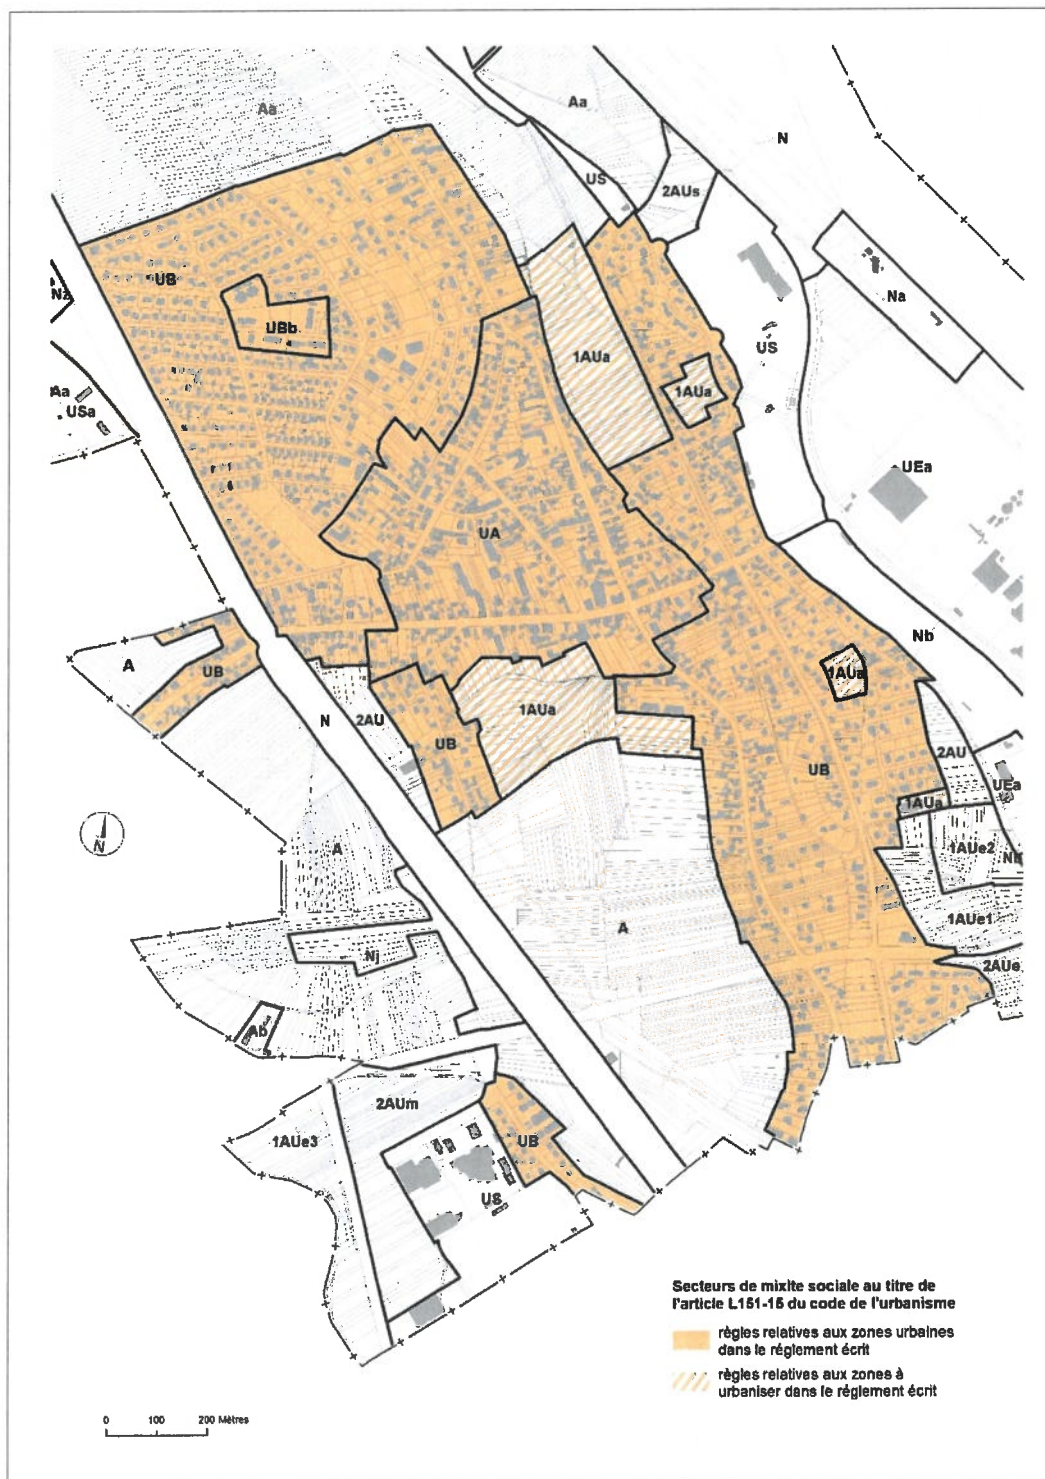 Aa
Aa
N
US
2AUs
UB
Na
UBb
US
1AUa
1AUa
Aa
USa
UEa
UA
Nb
A
UB
1AUa
1AUa
N
2AU
UB
2AU
UB
UEa
1AUa
1AUe2
A
1AUe1
A
Nj
2AUe
Ab
2AUm
1AUe3
UB
US
N
Secteurs de mixite sociale au titre de
l'article L151-15 du code de l'urbanisme
règles relatives aux zones urbaines
dans le réglement écrit
règles relatives aux zones à
urbaniser dans le réglement écrit
0 100 200 Mètres